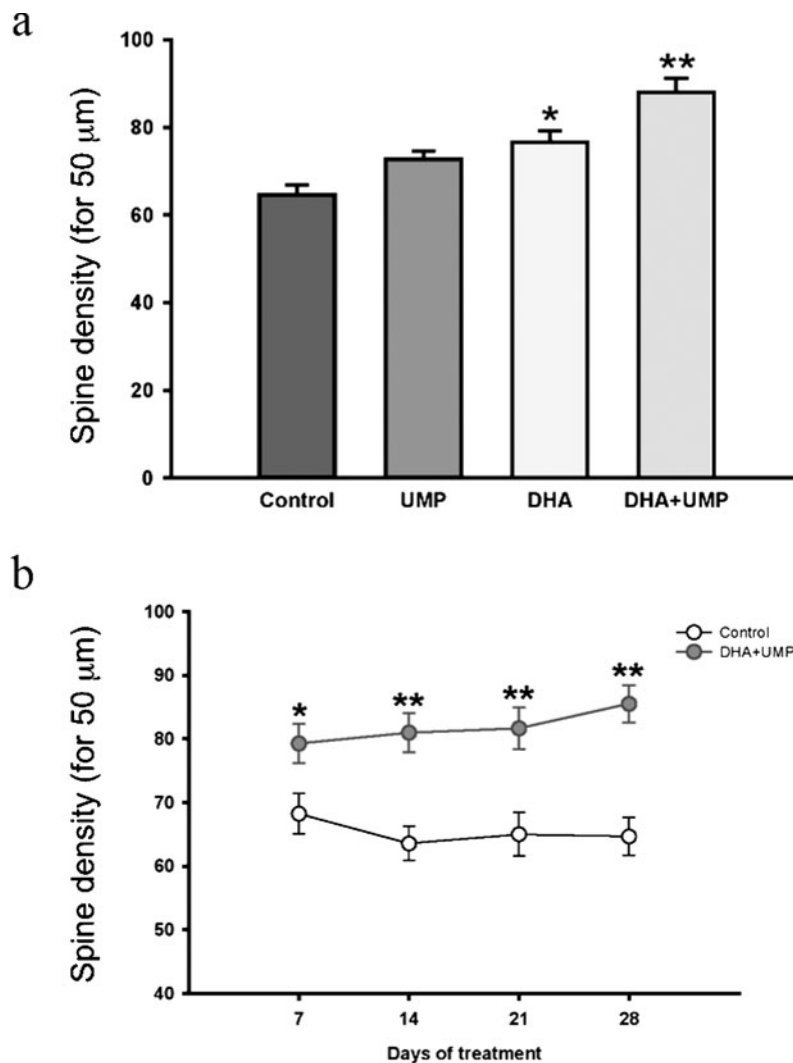 a
Spine density (for 50 μm)
100
80
60
40
20
0
*
**
Control UMP DHA DHA+UMP
b
Spine density (for 50 μm)
100
90
80
70
60
50
40
* ** ** **
Control
DHA+UMP
7 14 21 28
Days of treatment